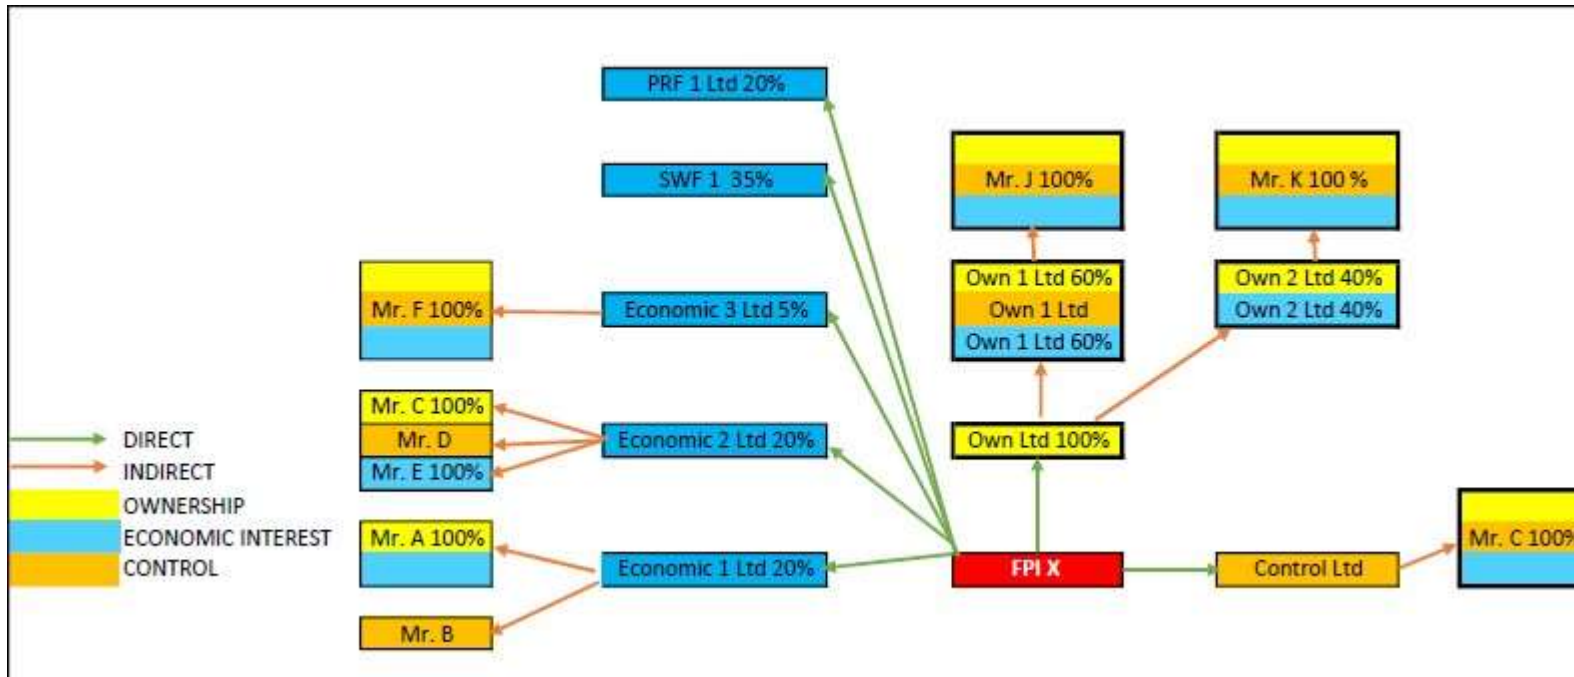 PRF 1 Ltd 20%
SWF 1 35%
Mr. J 100%
Mr. K 100 %
Own 1 Ltd 60%
Own 1 Ltd
Own 1 Ltd 60%
Own 2 Ltd 40%
Own 2 Ltd 40%
Mr. F 100%
Economic 3 Ltd 5%
Mr. C 100%
Mr. D
Mr. E 100%
Economic 2 Ltd 20%
Own Ltd 100%
DIRECT
INDIRECT
OWNERSHIP
ECONOMIC INTEREST
CONTROL
Mr. A 100%
Economic 1 Ltd 20%
FPI X
Control Ltd
Mr. C 100%
Mr. B